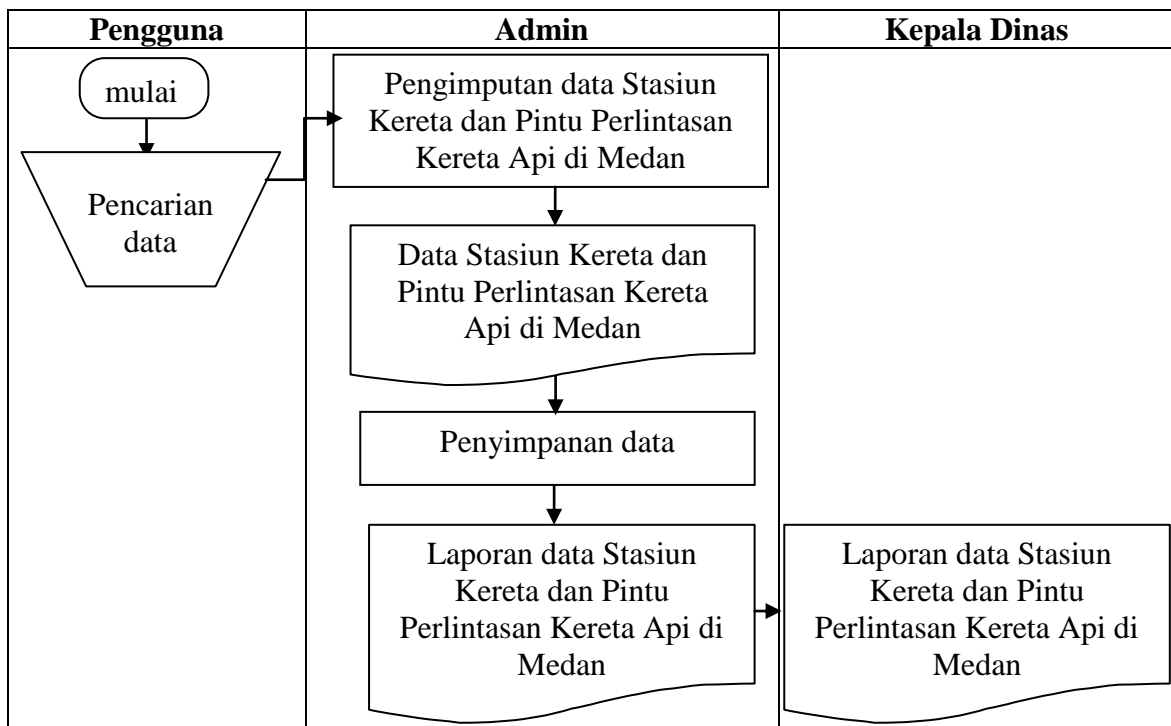 Pengguna
Admin
Kepala Dinas
mulai
Pencarian
data
Pengimputan data Stasiun
Kereta dan Pintu Perlintasan
Kereta Api di Medan
Data Stasiun Kereta dan
Pintu Perlintasan Kereta
Api di Medan
Penyimpanan data
Laporan data Stasiun
Kereta dan Pintu
Perlintasan Kereta Api di
Medan
Laporan data Stasiun
Kereta dan Pintu
Perlintasan Kereta Api di
Medan